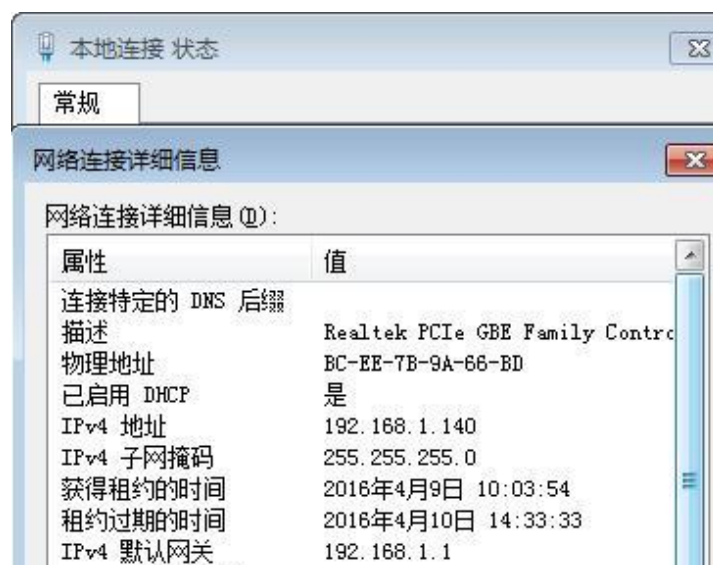 本地连接 状态
常规
网络连接详细信息
网络连接详细信息(D):
属性 值
连接特定的 DNS 后缀
描述 Realtek PCIe GBE Family Contro
物理地址 BC-EE-7B-9A-66-BD
已启用 DHCP 是
IPv4 地址 192.168.1.140
IPv4 子网掩码 255.255.255.0
获得租约的时间 2016年4月9日 10:03:54
租约过期的时间 2016年4月10日 14:33:33
IPv4 默认网关 192.168.1.1